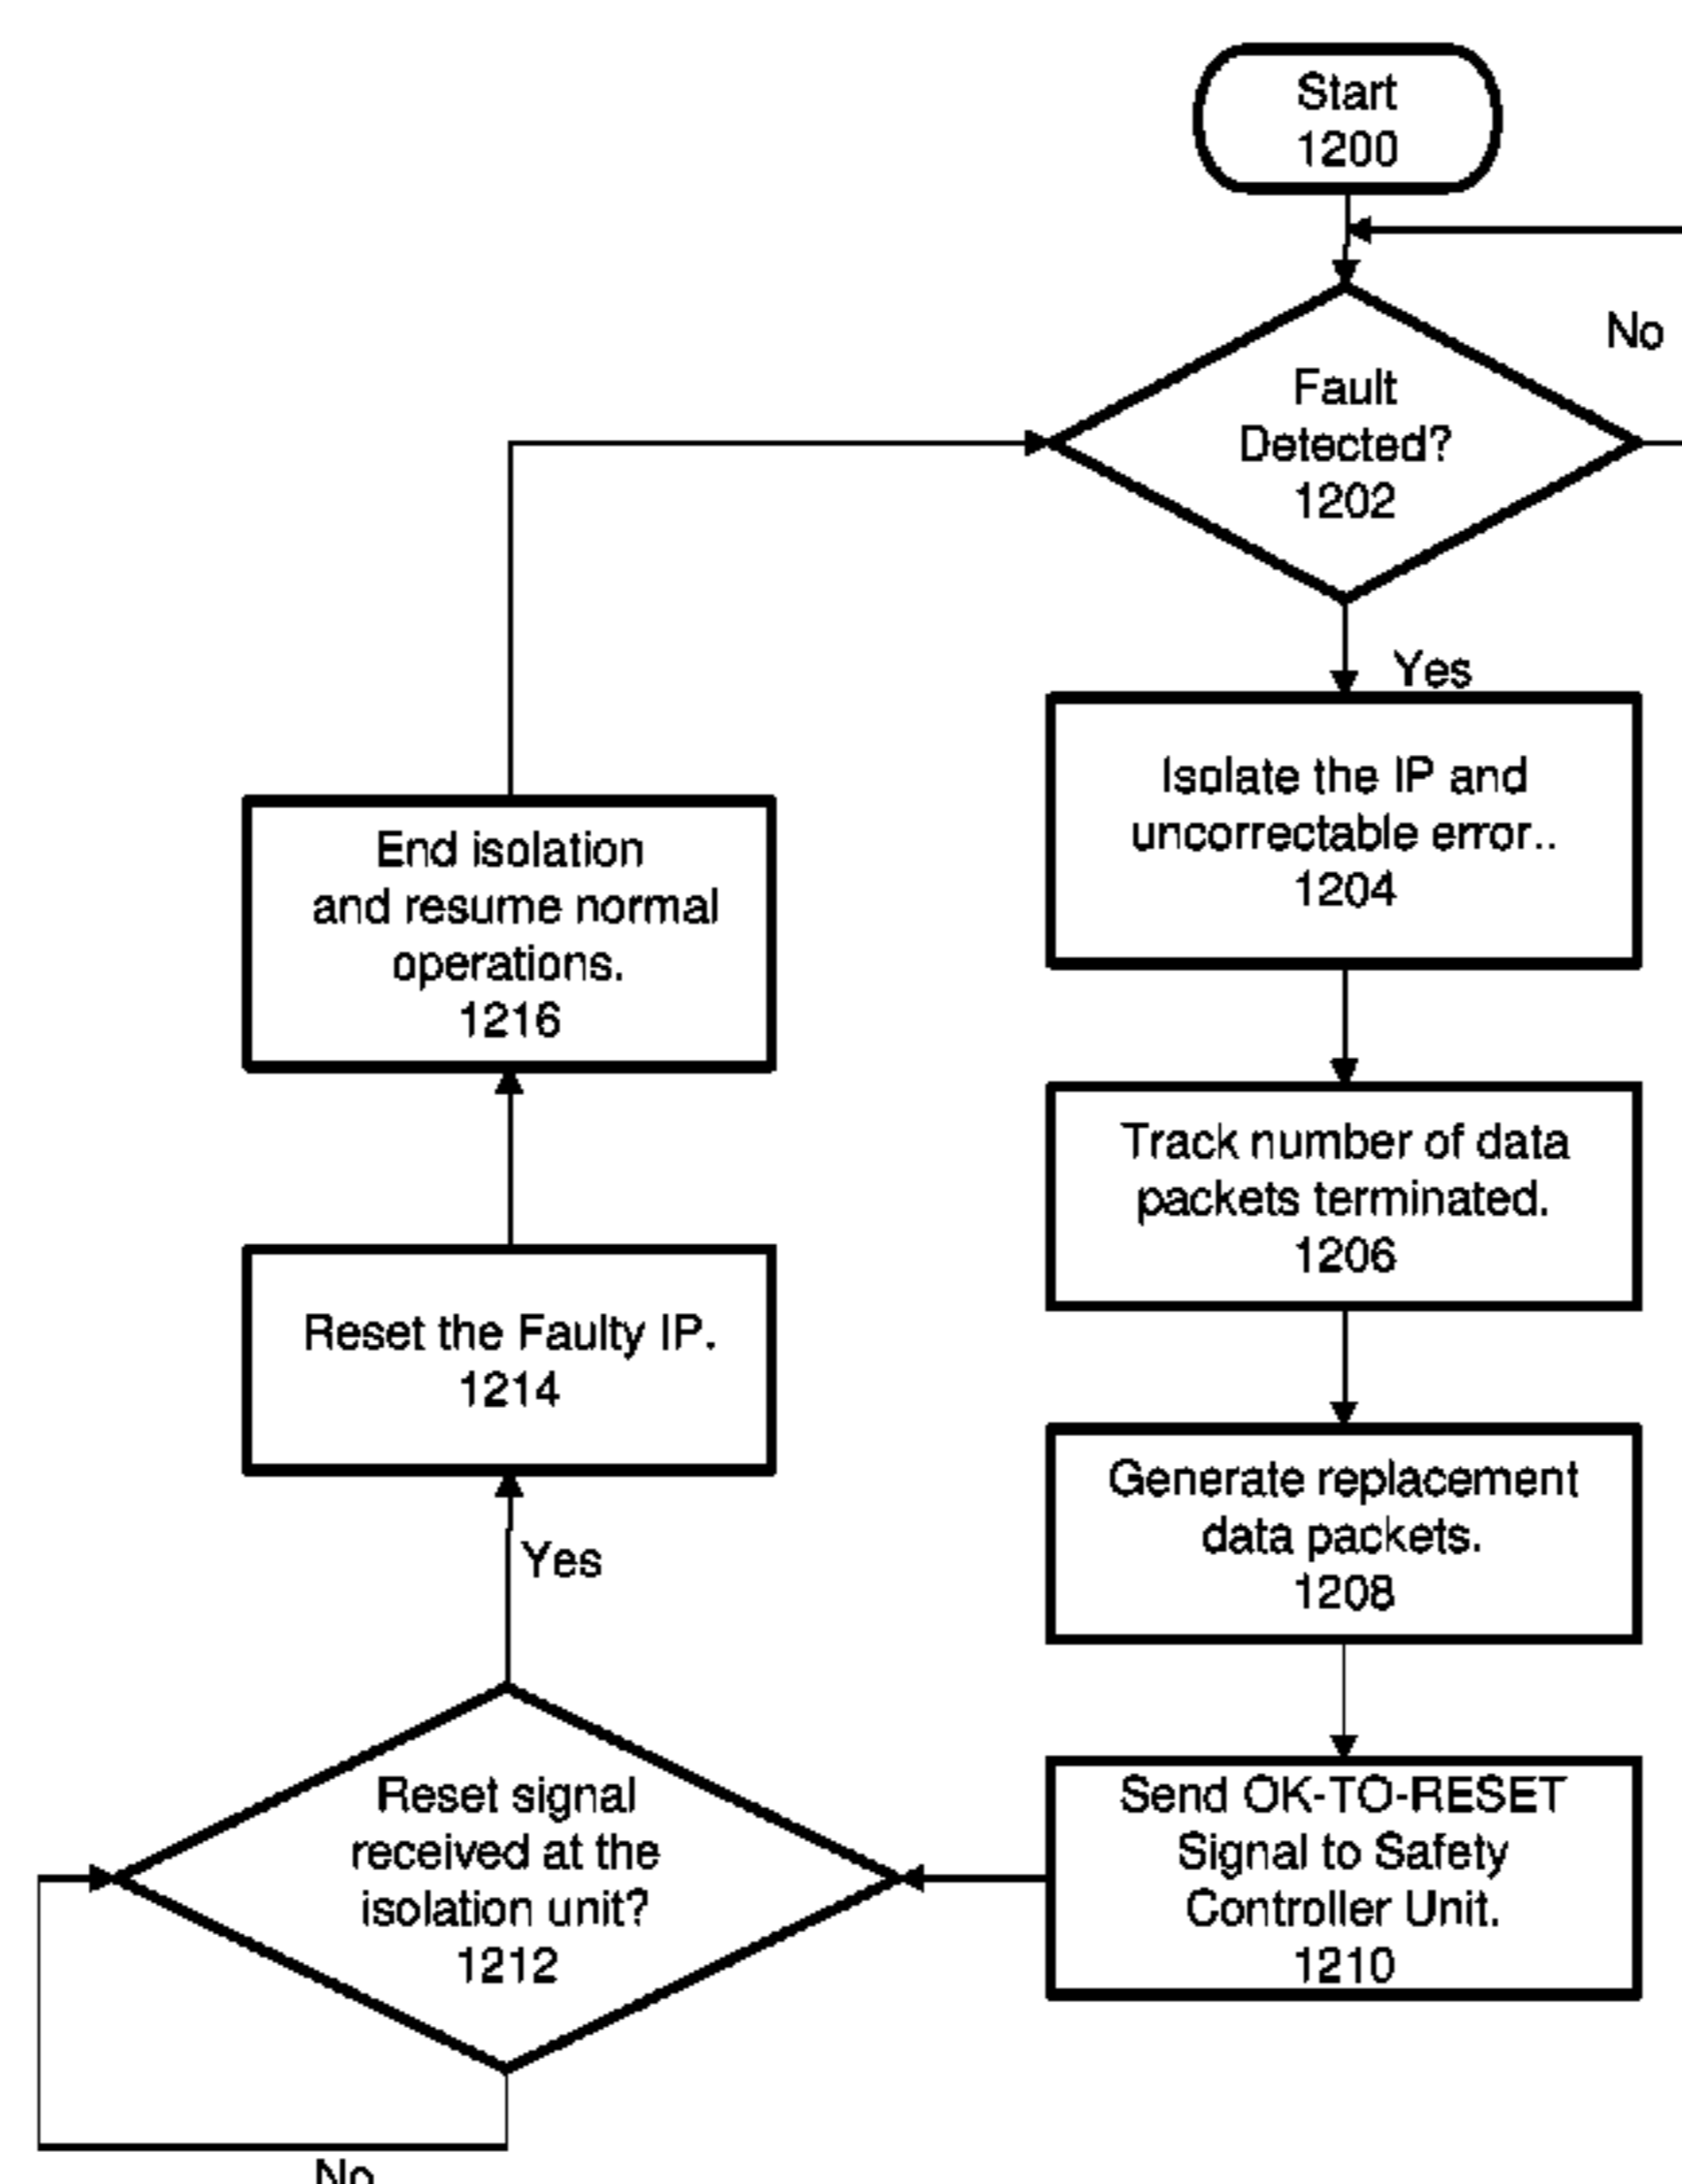 Start
1200
No
Fault
Detected?
1202
Yes
Isolate the IP and
uncorrectable error..
1204
Track number of data
packets terminated.
1206
Generate replacement
data packets.
1208
Send OK-TO-RESET
Signal to Safety
Controller Unit.
1210
Reset signal
received at the
isolation unit?
1212
No
Yes
Reset the Faulty IP.
1214
End isolation
and resume normal
operations.
1216